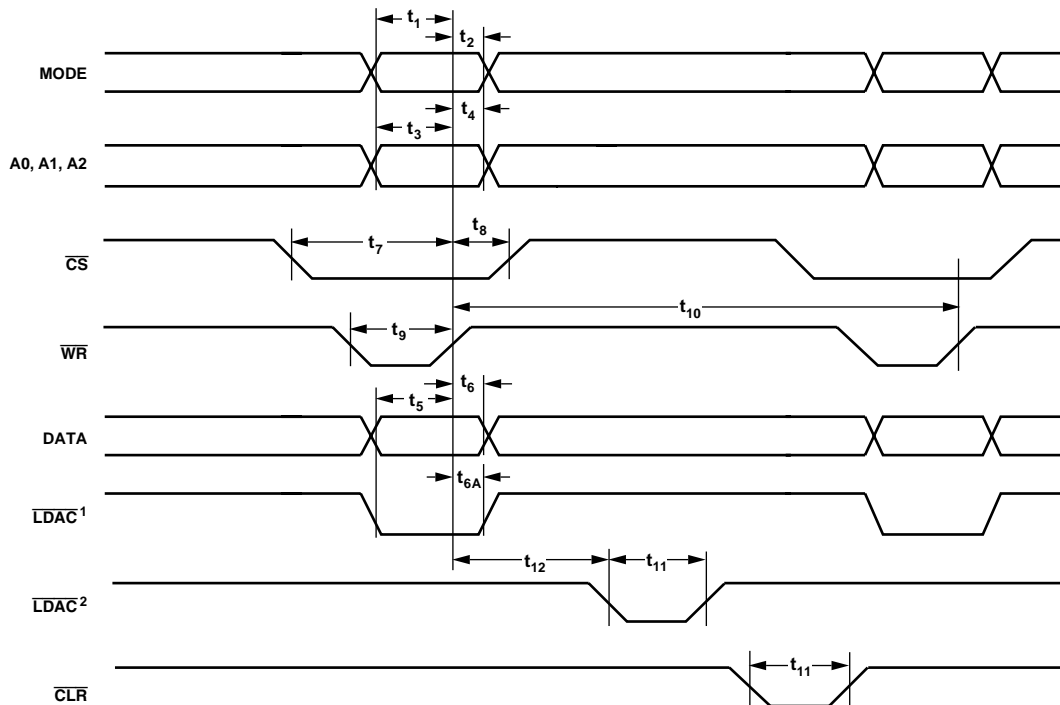 t1
t2
MODE
t4
t3
A0, A1, A2
t7
t8
CS
t10
t9
WR
t6
t5
DATA
t6A
LDAC1
t12
t11
LDAC2
t11
CLR